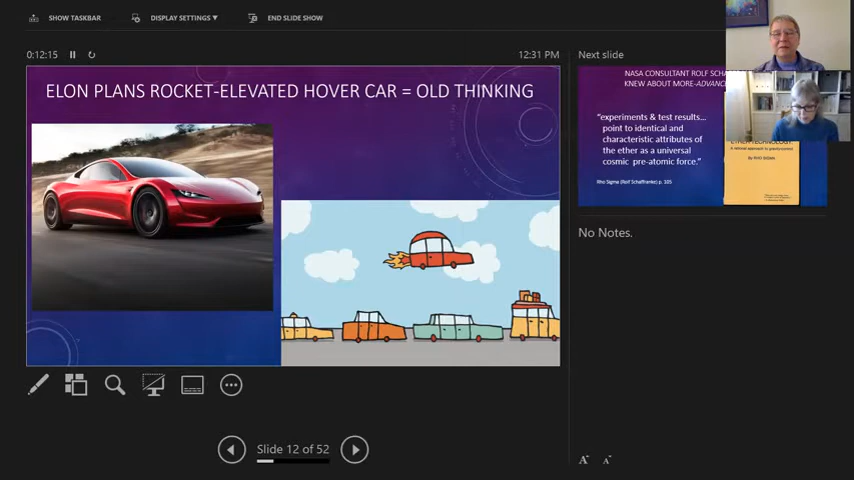 SHOW TASKBAR
DISPLAY SETTINGS ▼
END SLIDE SHOW
0:12:15
12:31 PM
ELON PLANS ROCKET-ELEVATED HOVER CAR = OLD THINKING
Next slide
NASA CONSULTANT ROLF
KNEW ABOUT MORE-
“experiments & test results...
point to identical and
characteristic attributes of
the ether as a universal
cosmic pre-atomic force.”
Rho Sigma (Rolf Schaffranke) p. 105
By RHO SIGMA
No Notes.
Slide 12 of 52
A A